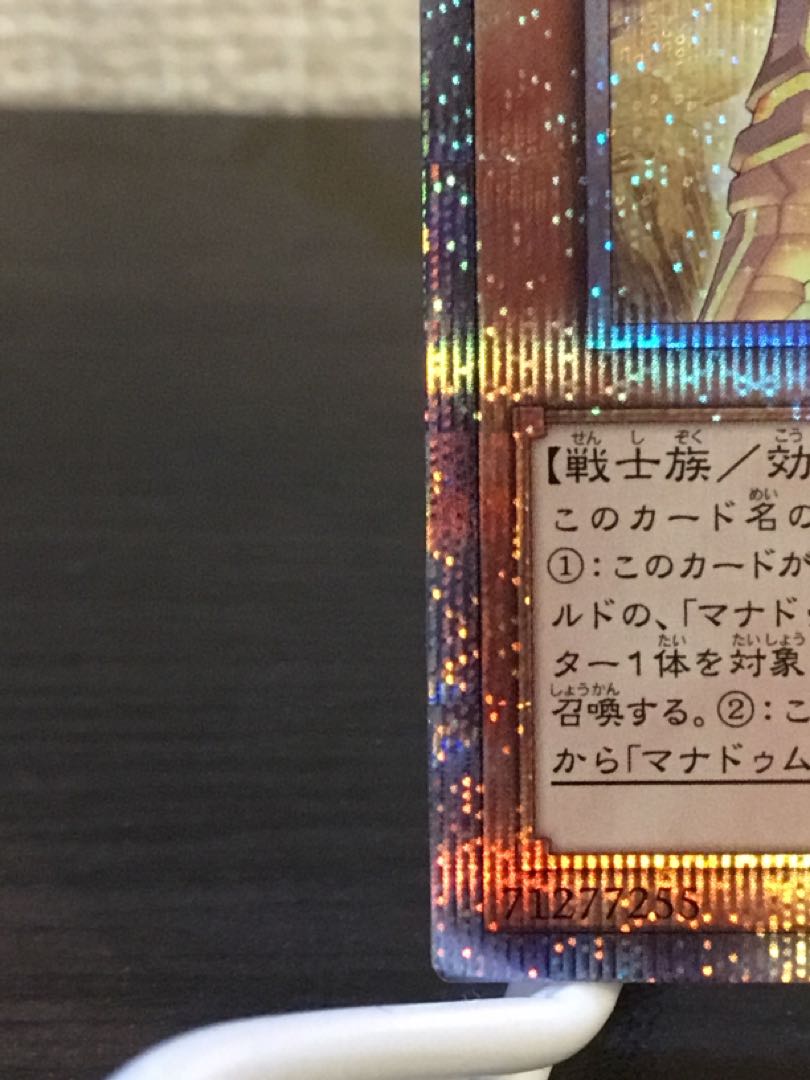 【戦士族／効
このカード名の
①：このカードが
ルドの、「マナドゥ
ター１体を対象
召喚する。②：こ
から「マナドゥム
71277255